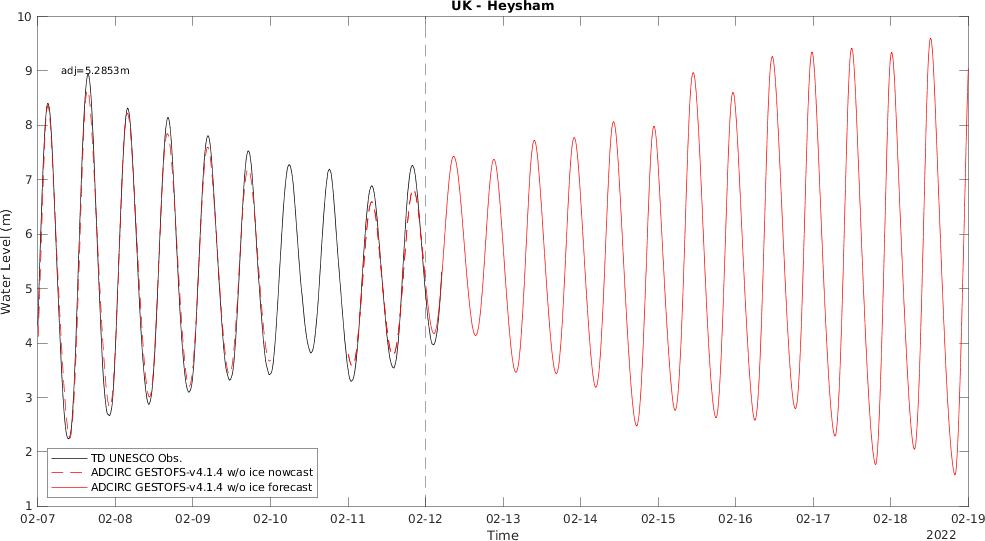 UK - Heysham
10
9
8
7
6
5
4
3
2
1
Water Level (m)
adj=5.2853m
TD UNESCO Obs.
ADCIRC GESTOFS-v4.1.4 w/o ice nowcast
ADCIRC GESTOFS-v4.1.4 w/o ice forecast
02-07 02-08 02-09 02-10 02-11 02-12 02-13 02-14 02-15 02-16 02-17 02-18 02-19
Time
2022